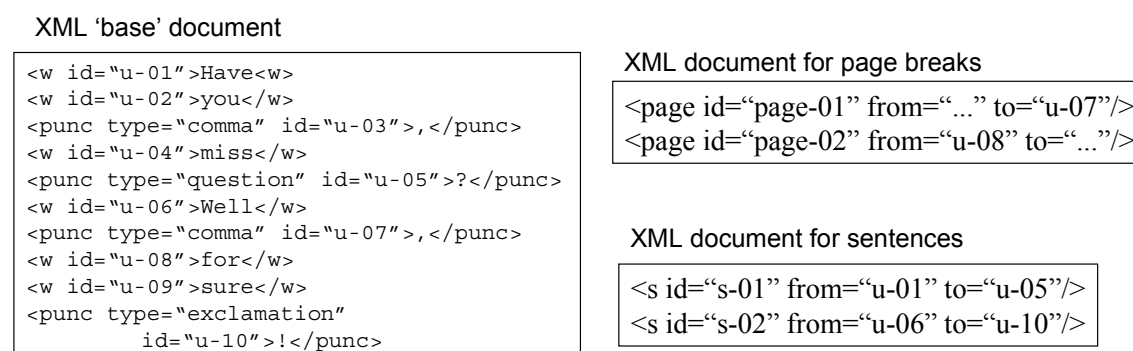 XML ‘base’ document
<w id=“u-01”>Have<w>
<w id=“u-02”>you</w>
<punc type=“comma” id=“u-03”>,</punc>
<w id=“u-04”>miss</w>
<punc type=“question” id=“u-05”>?</punc>
<w id=“u-06”>Well</w>
<punc type=“comma” id=“u-07”>,</punc>
<w id=“u-08”>for</w>
<w id=“u-09”>sure</w>
<punc type=“exclamation”
id=“u-10”>!</punc>
XML document for page breaks
<page id=“page-01” from=“...” to=“u-07”/>
<page id=“page-02” from=“u-08” to=“...”/>
XML document for sentences
<s id=“s-01” from=“u-01” to=“u-05”/>
<s id=“s-02” from=“u-06” to=“u-10”/>